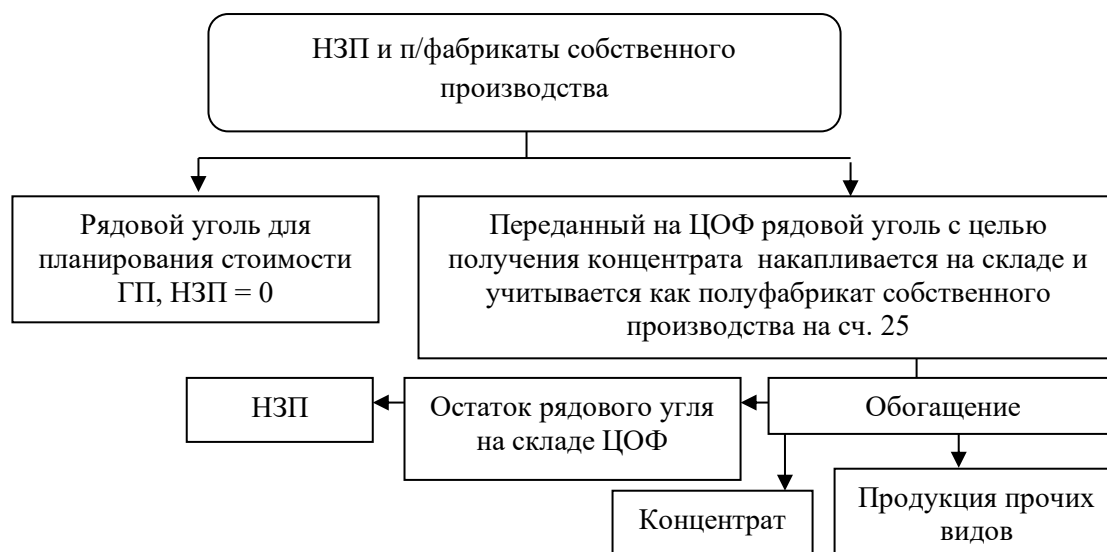 НЗП и п/фабрикаты собственного
производства
Рядовой уголь для
планирования стоимости
ГП, НЗП = 0
Переданный на ЦОФ рядовой уголь с целью
получения концентрата накапливается на складе и
учитывается как полуфабрикат собственного
производства на сч. 25
НЗП
Остаток рядового угля
на складе ЦОФ
Обогащение
Концентрат
Продукция прочих
видов